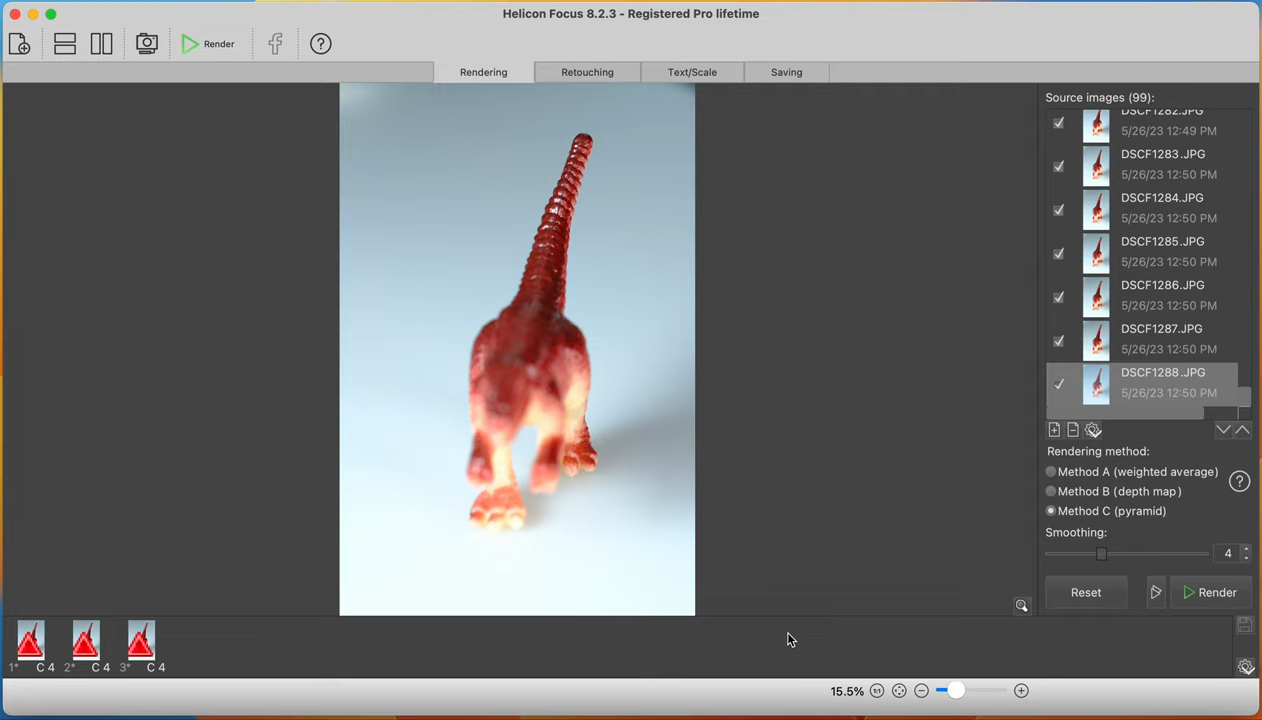 Helicon Focus 8.2.3 - Registered Pro lifetime
Render
Rendering Retouching Text/Scale Saving
Source images (99):
DSCF1282.JPG
5/26/23 12:49 PM
DSCF1283.JPG
5/26/23 12:50 PM
DSCF1284.JPG
5/26/23 12:50 PM
DSCF1285.JPG
5/26/23 12:50 PM
DSCF1286.JPG
5/26/23 12:50 PM
DSCF1287.JPG
5/26/23 12:50 PM
DSCF1288.JPG
5/26/23 12:50 PM
Rendering method:
Method A (weighted average)
Method B (depth map)
Method C (pyramid)
Smoothing:
4
Reset Render
1* C 4 2* C 4 3* C 4
15.5% 1:1